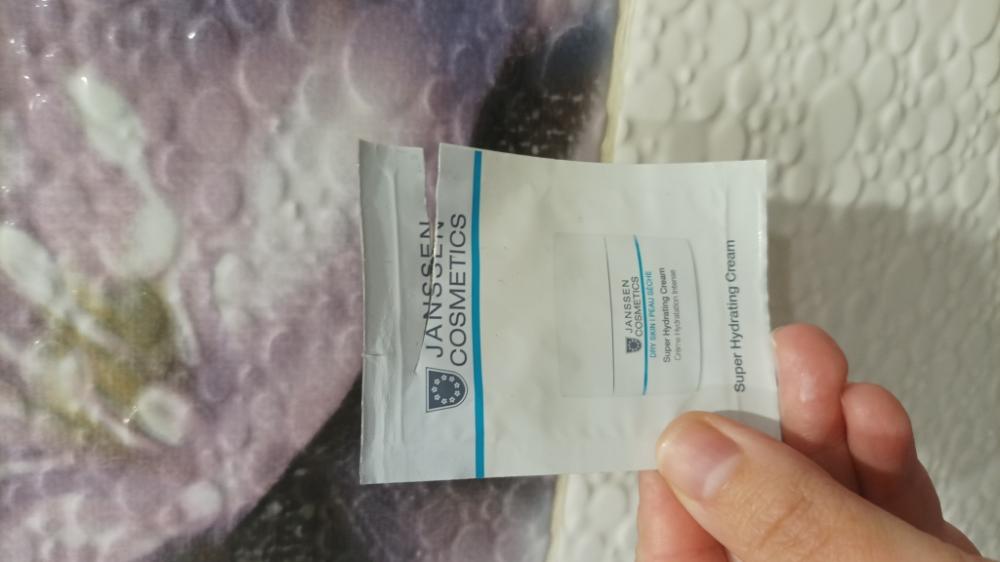 JANSSEN
COSMETICS
JANSSEN
COSMETICS
DRY SKIN | PEAU SÈCHE
Super Hydrating Cream
Crème Hydratation Intense
Super Hydrating Cream